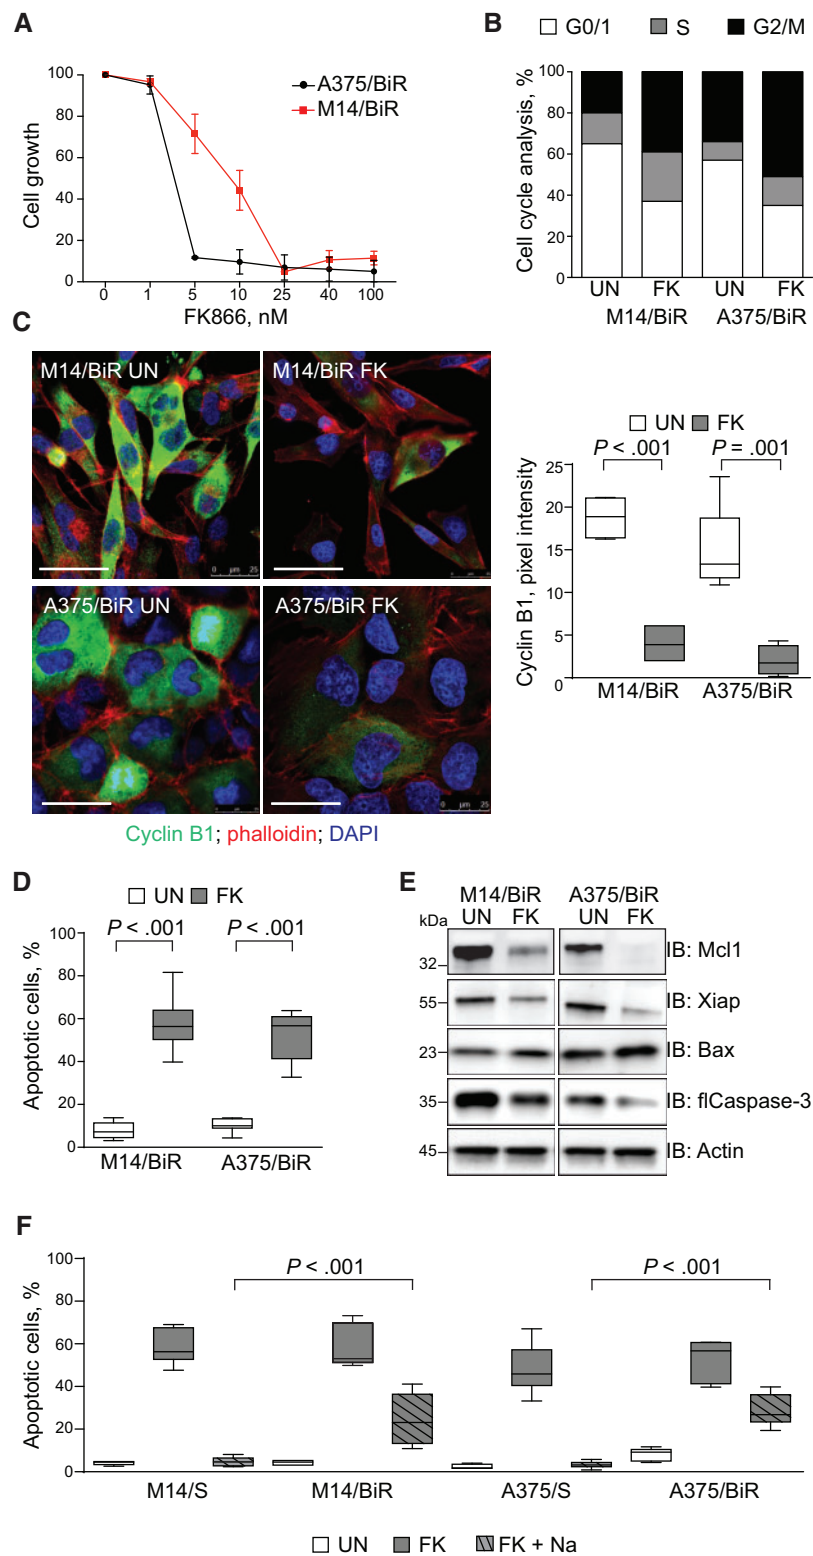 A
A375/BiR
M14/BiR
Cell growth
100
80
60
40
20
0
0 1 5 10 25 40 100
FK866, nM
B
G0/1 S G2/M
Cell cycle analysis, %
100
80
60
40
20
0
UN FK UN FK
M14/BiR A375/BiR
C
M14/BiR UN
0 µm 25
M14/BiR FK
A375/BiR UN
A375/BiR FK
0 µm 25
Cyclin B1; phalloidin; DAPI
UN FK
P < .001 P = .001
Cyclin B1, pixel intensity
25
20
15
10
5
0
M14/BiR A375/BiR
D
UN FK
P < .001 P < .001
Apoptotic cells, %
100
80
60
40
20
0
M14/BiR A375/BiR
E
M14/BiR A375/BiR
kDa UN FK UN FK
32 IB: Mcl1
55 IB: Xiap
23 IB: Bax
35 IB: flCaspase-3
45 IB: Actin
F
P < .001 P < .001
Apoptotic cells, %
100
80
60
40
20
0
M14/S M14/BiR A375/S A375/BiR
UN FK FK + Na